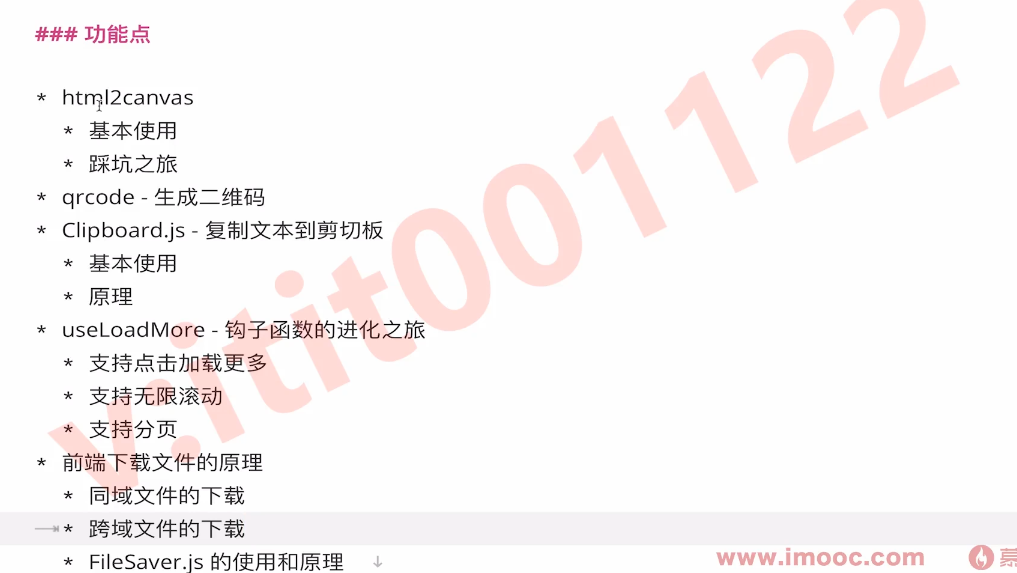 ### 功能点
* html2canvas
* 基本使用
* 踩坑之旅
* qrcode - 生成二维码
* Clipboard.js - 复制文本到剪切板
* 基本使用
* 原理
* useLoadMore - 钩子函数的进化之旅
* 支持点击加载更多
* 支持无限滚动
* 支持分页
* 前端下载文件的原理
* 同域文件的下载
* 跨域文件的下载
* FileSaver.js 的使用和原理
v:itit001122
www.imooc.com